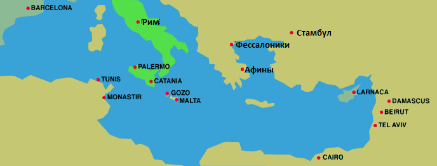 BARCELONA
Рим
Стамбул
Фессалоники
PALERMO
Афины
TUNIS
CATANIA
GOZO
LARNACA
MONASTIR
MALTA
DAMASCUS
BEIRUT
TEL AVIV
CAIRO